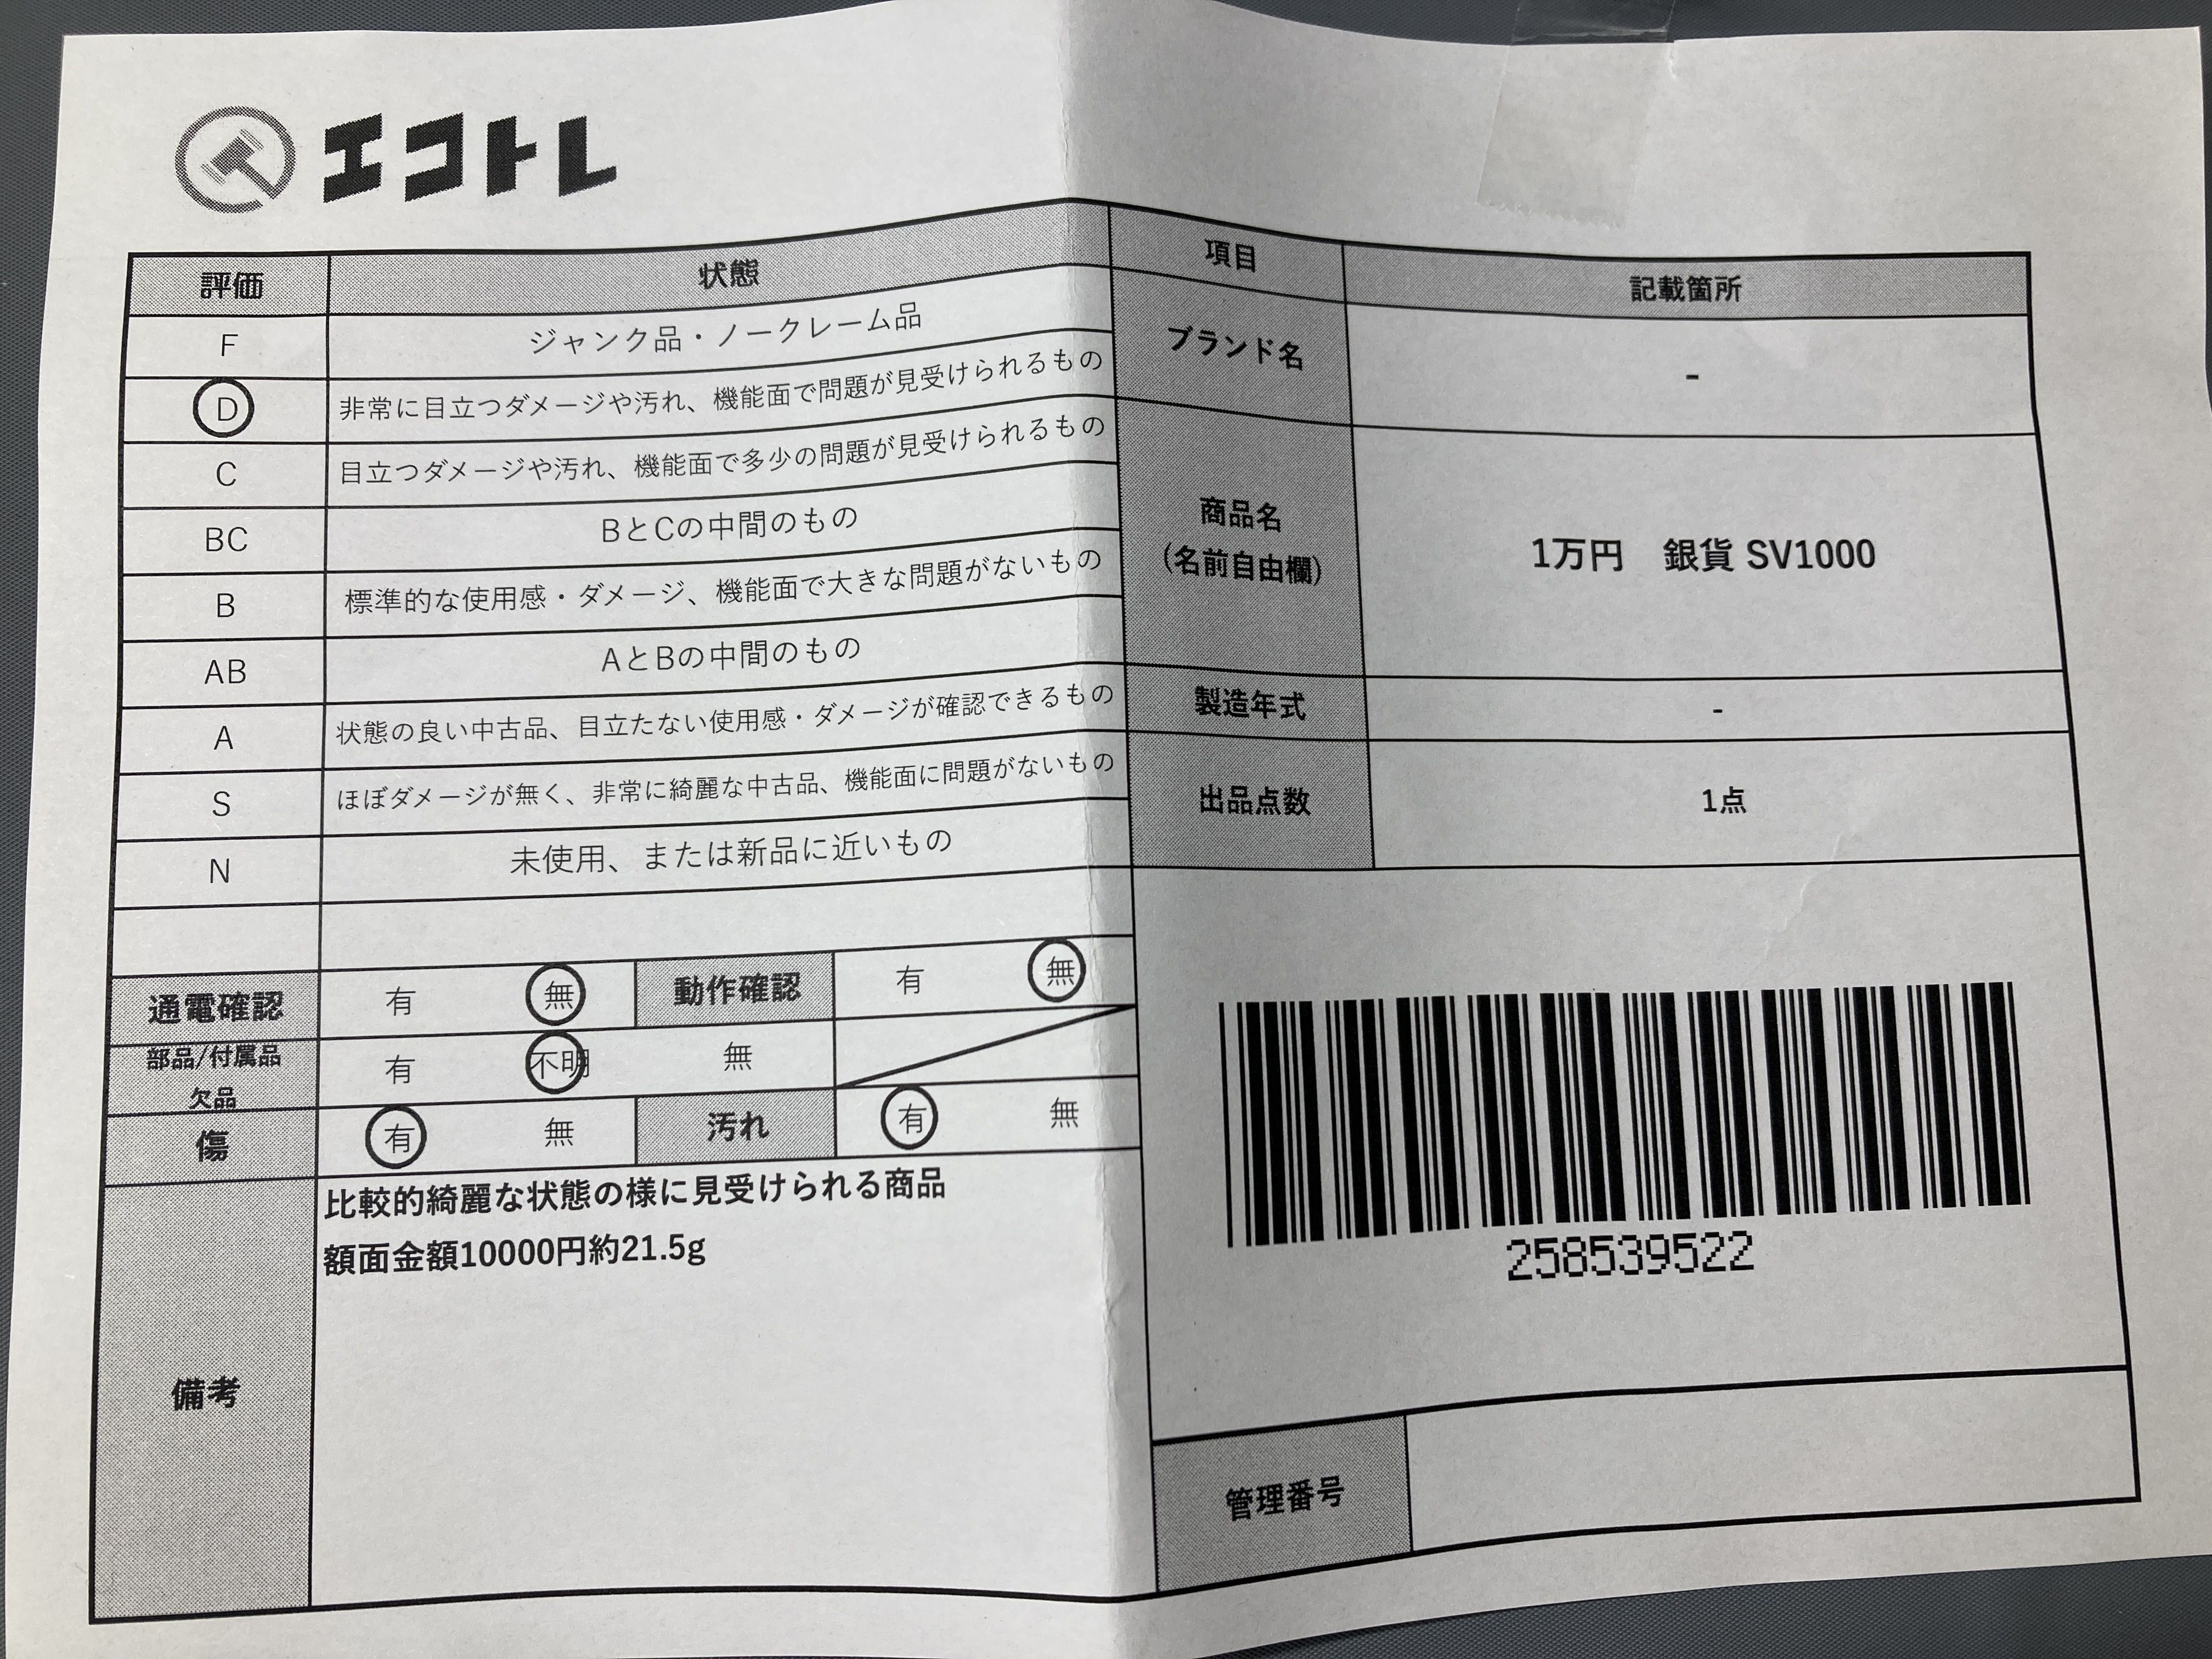 エコトレ
評価 状態
F ジャンク品・ノークレーム品
D 非常に目立つダメージや汚れ、機能面で問題が見受けられるもの
C 目立つダメージや汚れ、機能面で多少の問題が見受けられるもの
BC BとCの中間のもの
B 標準的な使用感・ダメージ、機能面で大きな問題がないもの
AB AとBの中間のもの
A 状態の良い中古品、目立たない使用感・ダメージが確認できるもの
S ほぼダメージが無く、非常に綺麗な中古品、機能面に問題がないもの
N 未使用、または新品に近いもの
通電確認 有 無 動作確認 有 無
部品/付属品
欠品 有 不明 無
傷 有 無 汚れ 有 無
備考
比較的綺麗な状態の様に見受けられる商品
額面金額10000円約21.5g
項目 記載箇所
ブランド名 -
商品名
(名前自由欄) 1万円 銀貨 SV1000
製造年式 -
出品点数 1点
258539522
管理番号